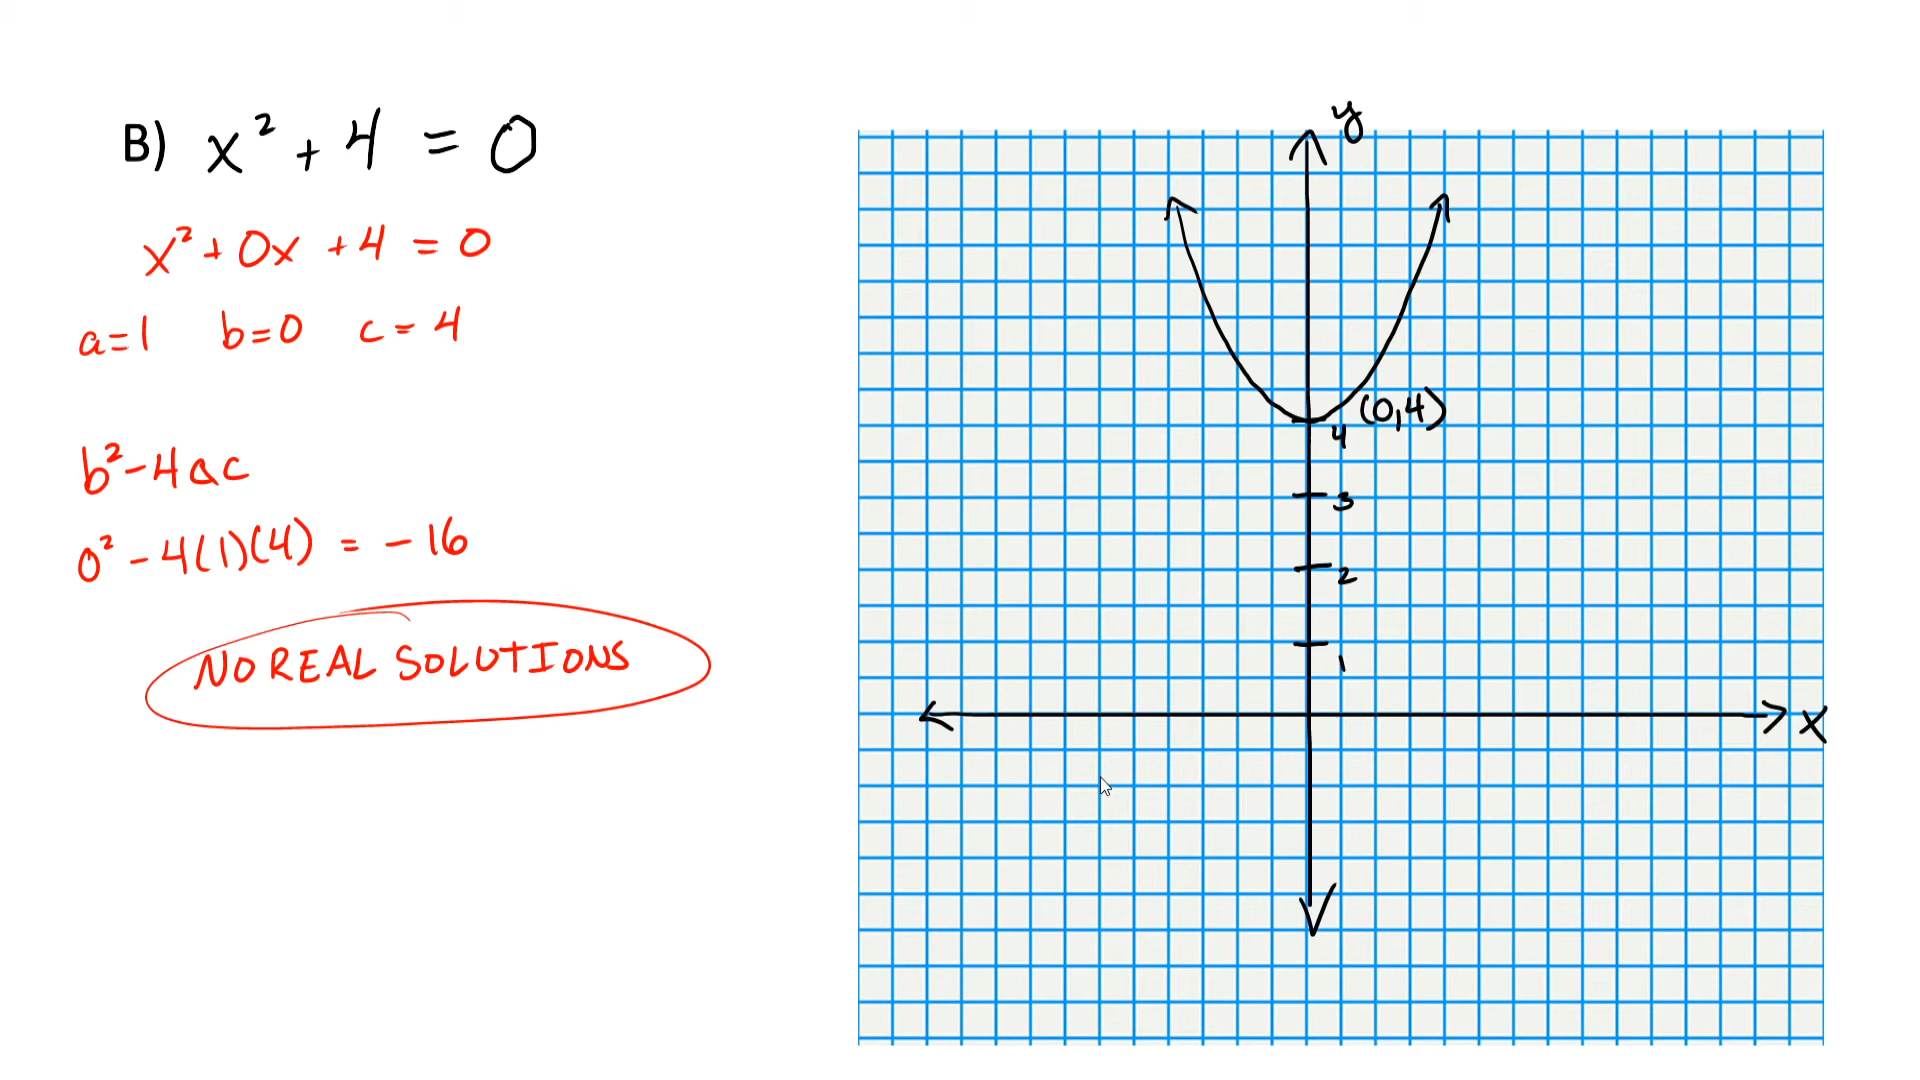 B) x² + 4 = 0
x² + 0x + 4 = 0
a=1 b=0 c=4
b²-4ac
0² - 4(1)(4) = -16
NO REAL SOLUTIONS
y
(0,4)
4
3
2
1
x